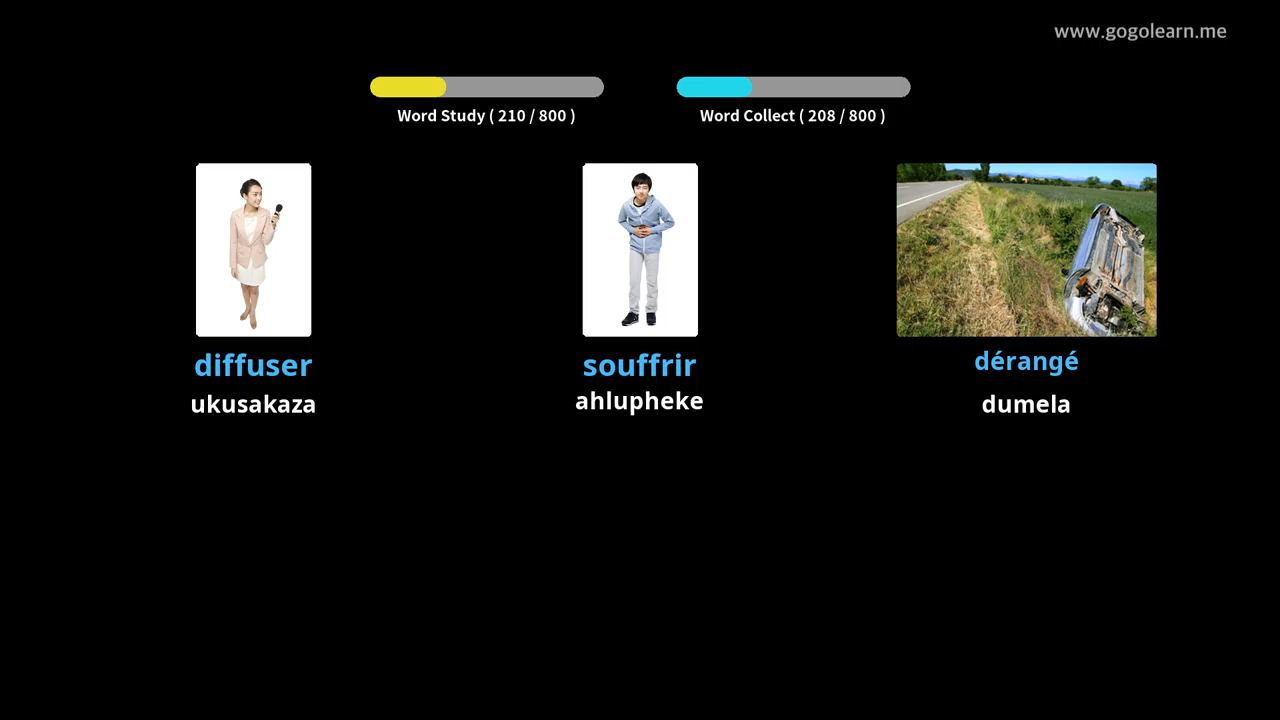 www.gogolearn.me
Word Study ( 210 / 800 )
Word Collect ( 208 / 800 )
diffuser
ukusakaza
souffrir
ahlupheke
dérangé
dumela